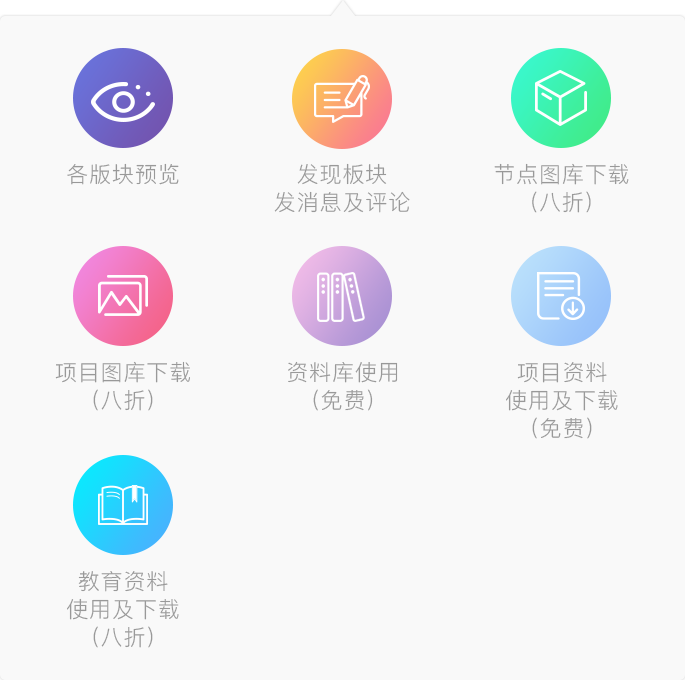 各版块预览
发现板块
发消息及评论
节点图库下载
(八折)
项目图库下载
(八折)
资料库使用
(免费)
项目资料
使用及下载
(免费)
教育资料
使用及下载
(八折)